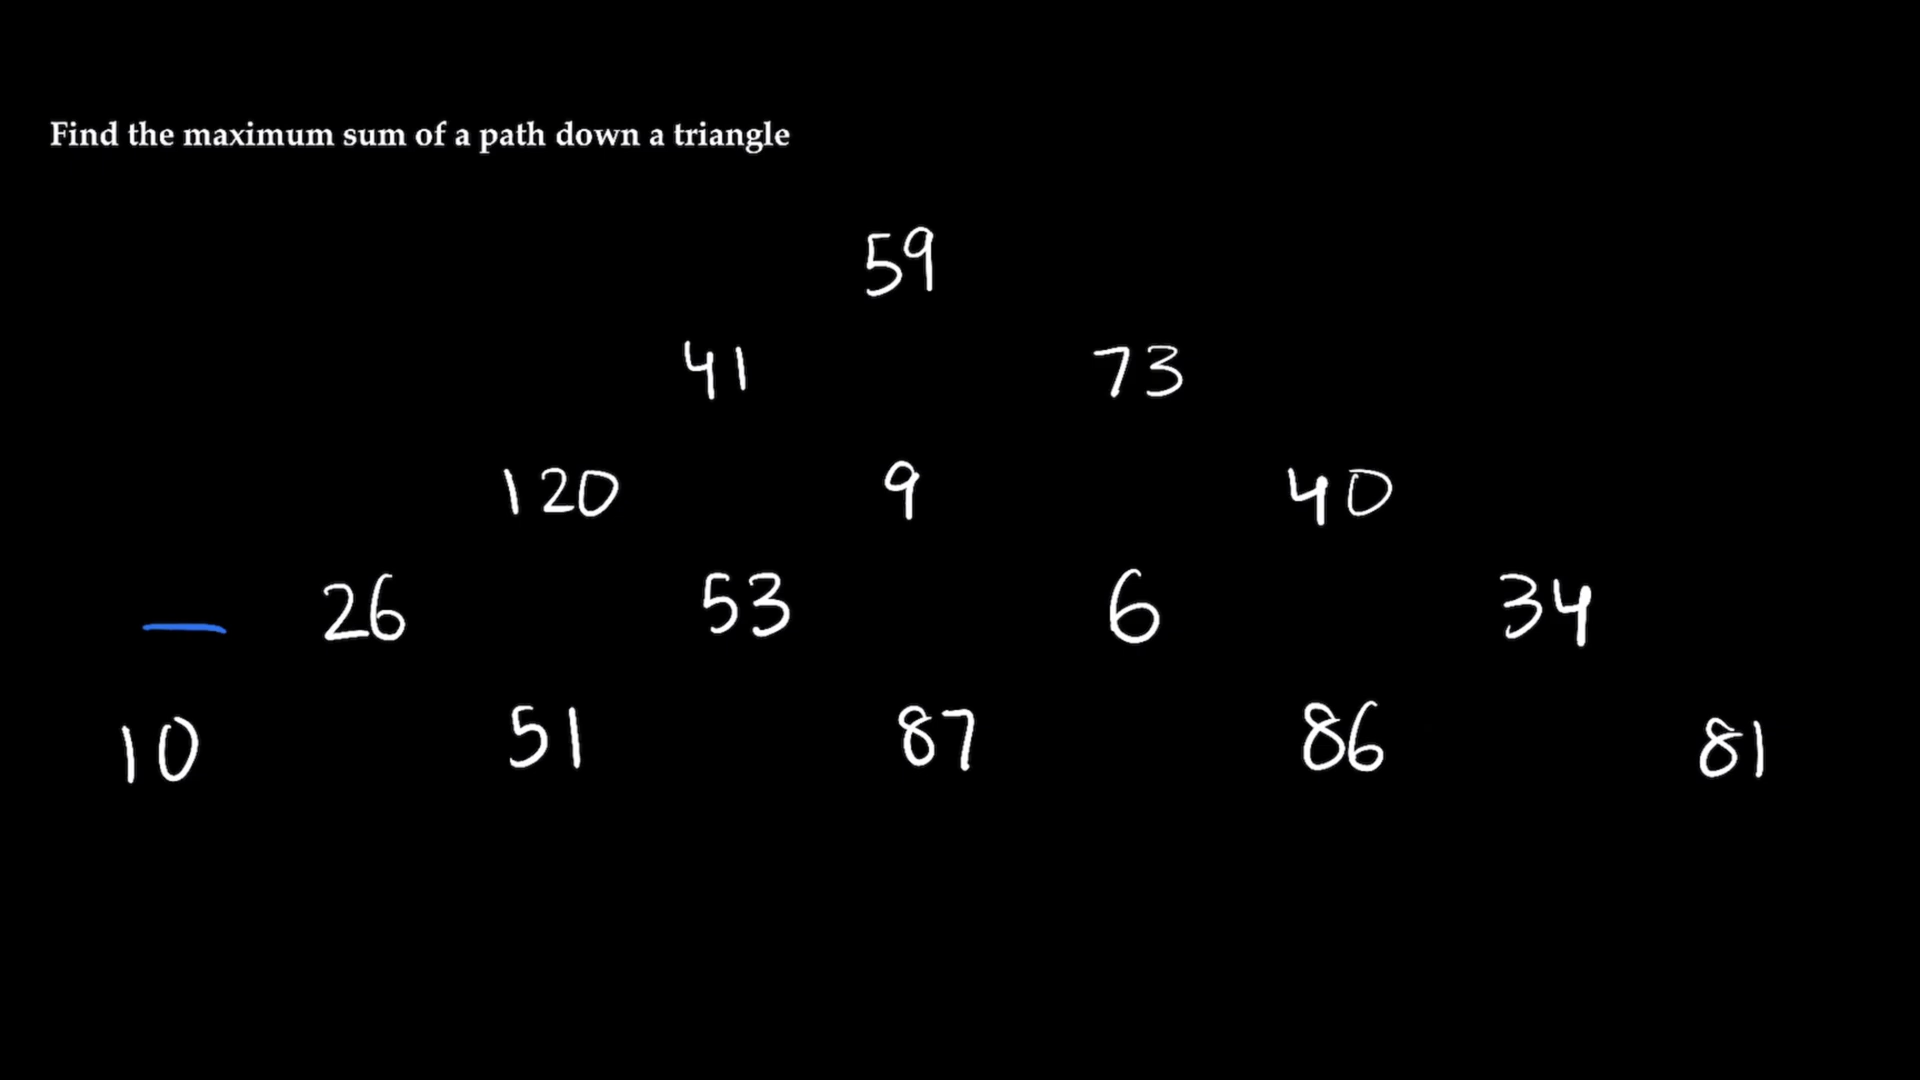 Find the maximum sum of a path down a triangle
59
41 73
120 9 40
26 53 6 34
10 51 87 86 81